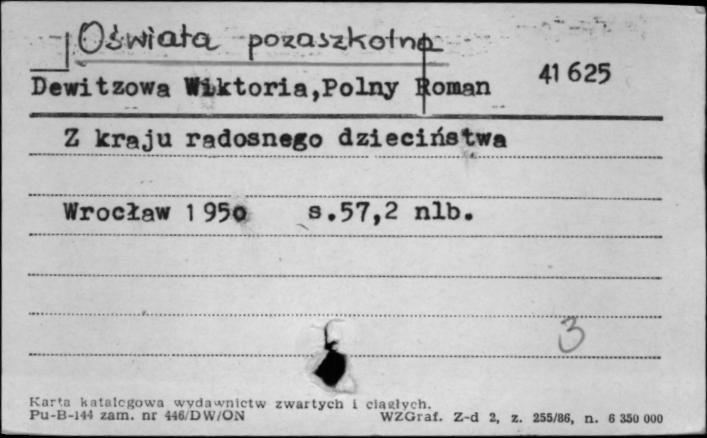 Oświata pozaszkolna
Dewitzowa Wiktoria,Polny Roman 41 625
Z kraju radosnego dzieciństwa
Wrocław 1950 s.57,2 nlb.
3
Karta katalogowa wydawnictw zwartych i ciągłych.
Pu-B-144 zam. nr 446/DW/ON WZGraf. Z-d 2, z. 255/86, n. 6 350 000